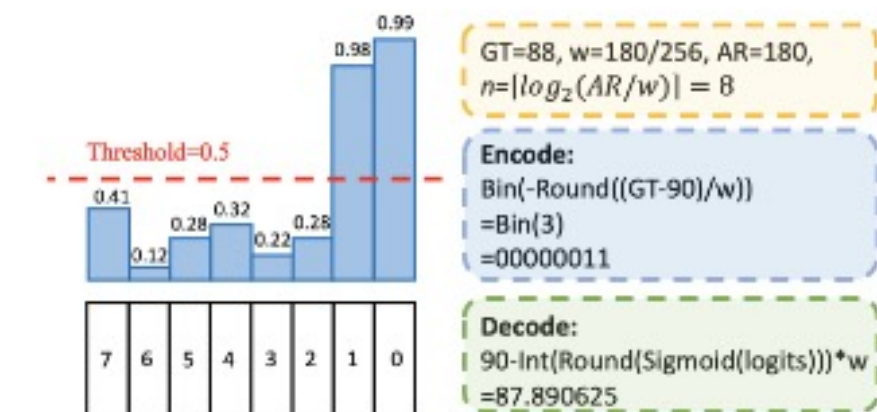 0.99
0.98
Threshold=0.5
0.41
0.12
0.28
0.32
0.22
0.28
7 6 5 4 3 2 1 0
GT=88, w=180/256, AR=180,
n=|log₂(AR/w)| = 8
Encode:
Bin(-Round((GT-90)/w))
=Bin(3)
=00000011
Decode:
90-Int(Round(Sigmoid(logits)))*w
=87.890625